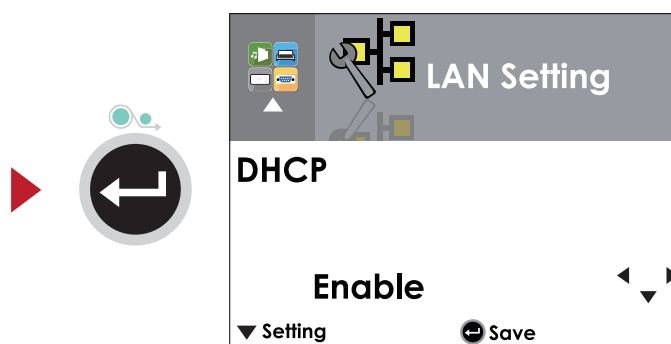 LAN Setting
DHCP
Enable
Setting
Save